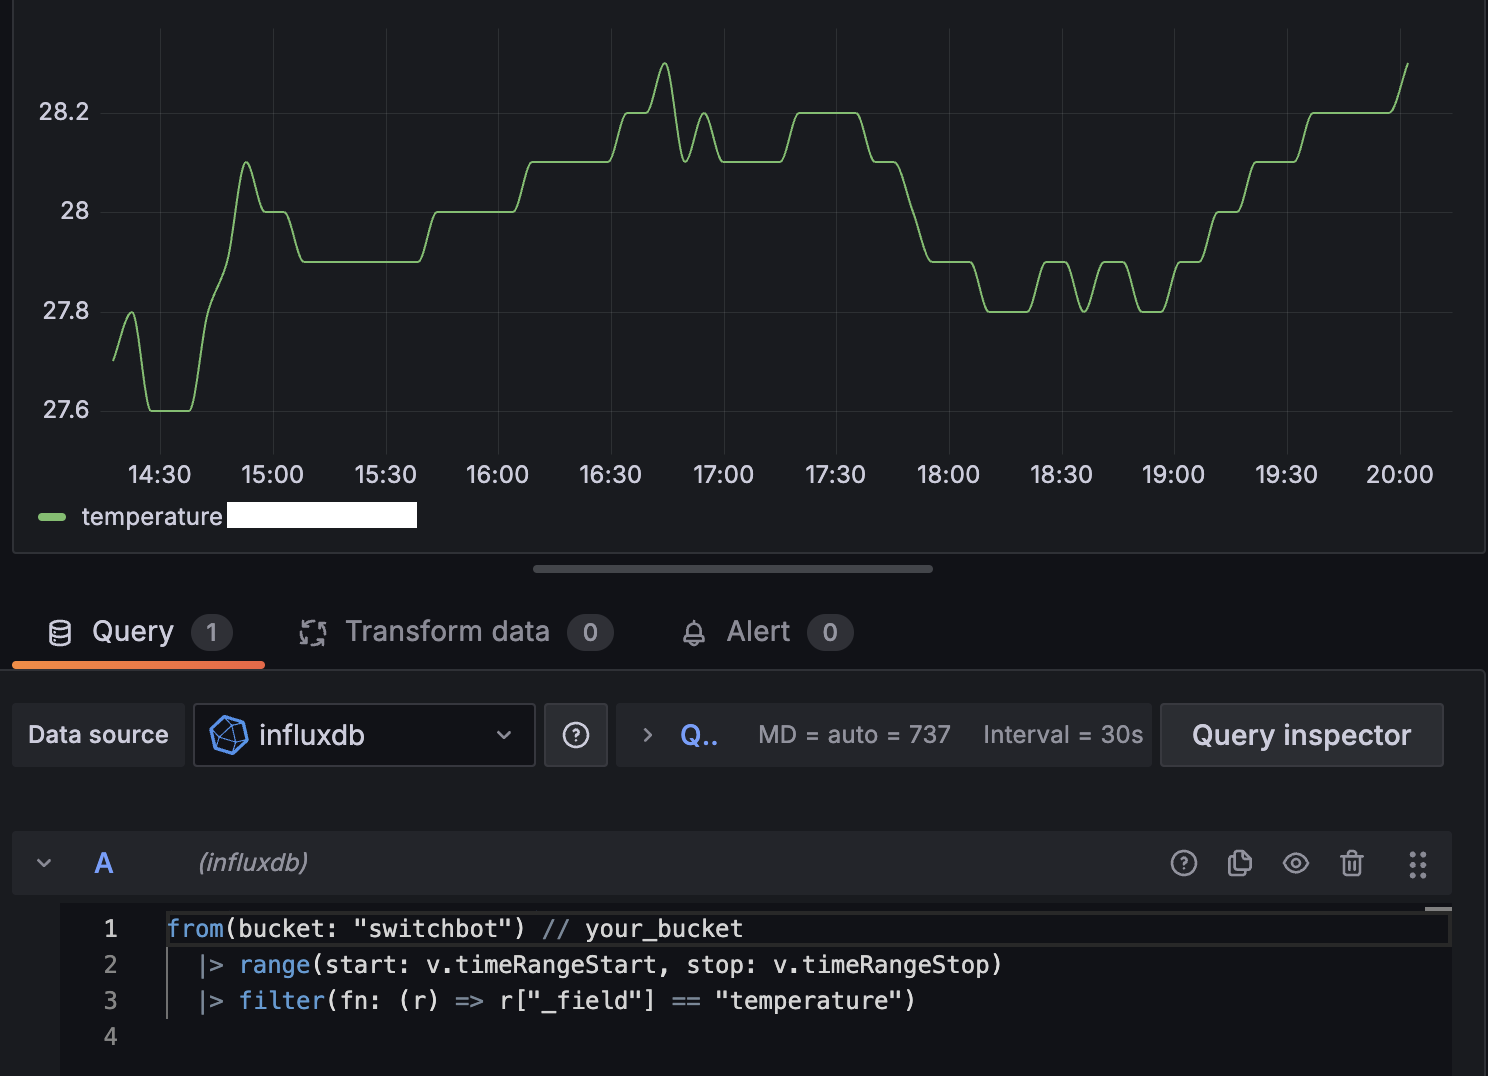 28.2
28
27.8
27.6
14:30 15:00 15:30 16:00 16:30 17:00 17:30 18:00 18:30 19:00 19:30 20:00
temperature
Query 1 Transform data 0 Alert 0
Data source influxdb Q.. MD = auto = 737 Interval = 30s Query inspector
A (influxdb)
1 from(bucket: "switchbot") // your_bucket
2 |> range(start: v.timeRangeStart, stop: v.timeRangeStop)
3 |> filter(fn: (r) => r["_field"] == "temperature")
4